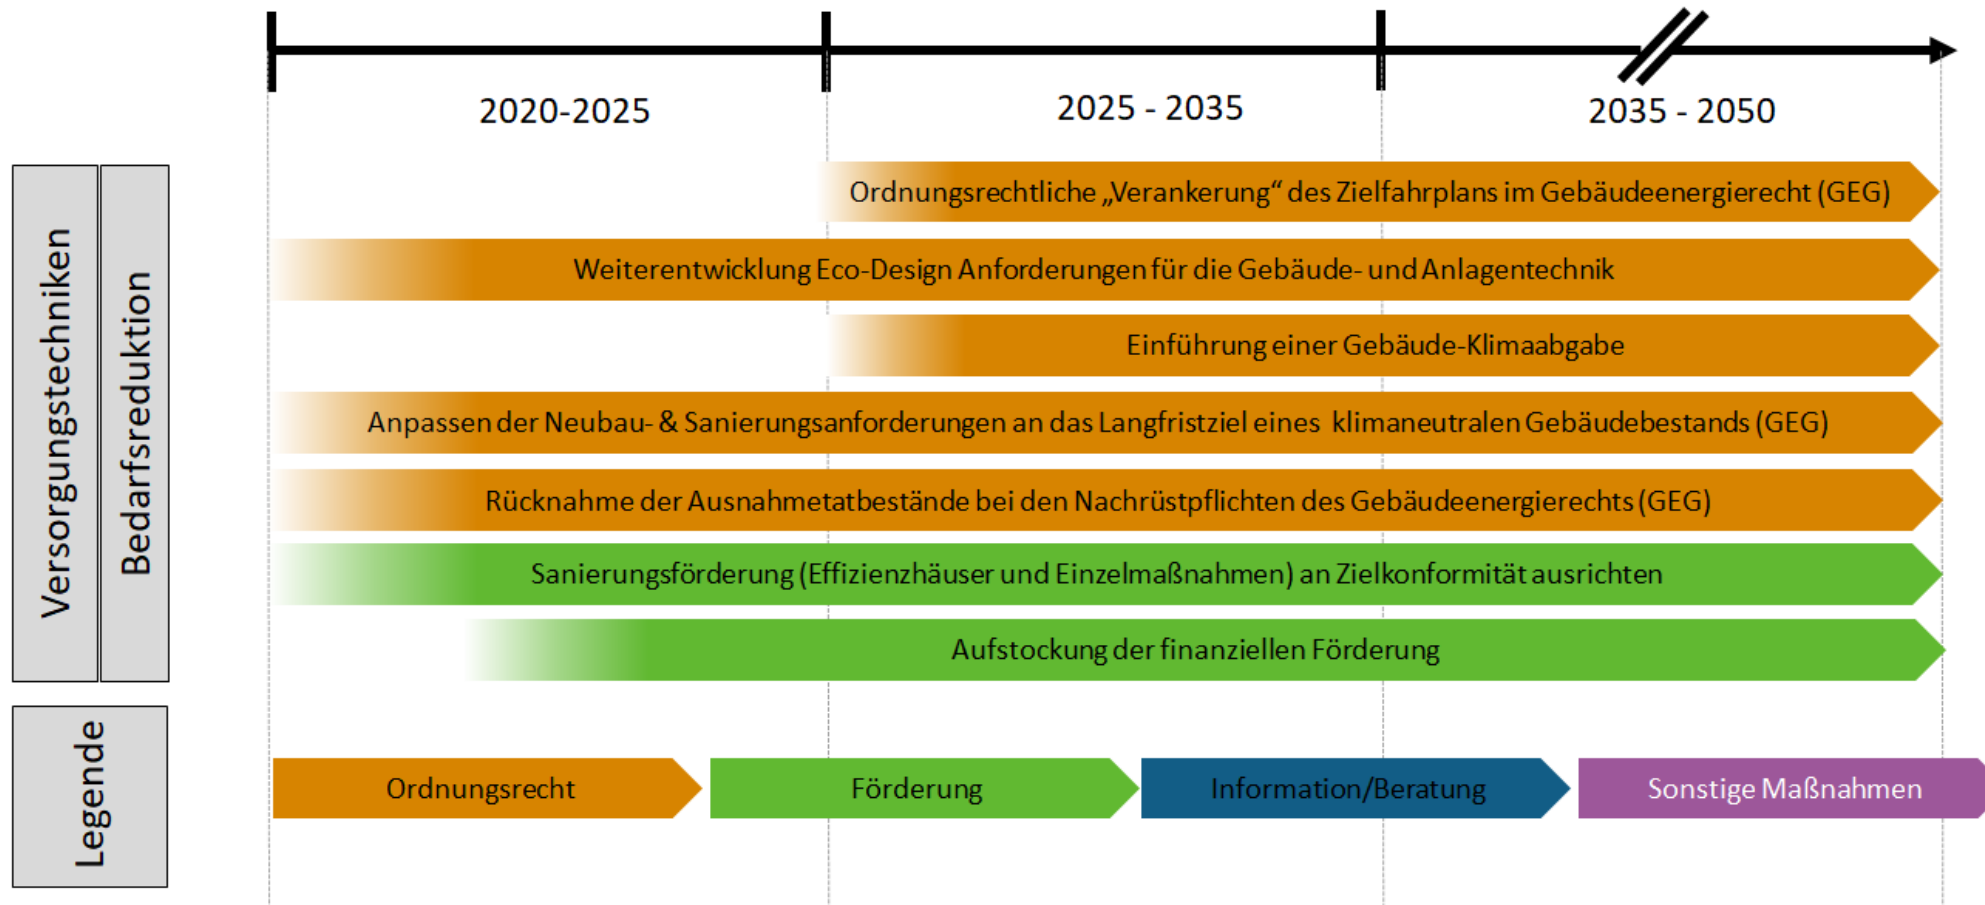 2020-2025
2025 - 2035
2035 - 2050
Versorgungstechniken
Bedarfsreduktion
Ordnungsrechtliche „Verankerung“ des Zielfahrplans im Gebäudeenergierecht (GEG)
Weiterentwicklung Eco-Design Anforderungen für die Gebäude- und Anlagentechnik
Einführung einer Gebäude-Klimaabgabe
Anpassen der Neubau- & Sanierungsanforderungen an das Langfristziel eines klimaneutralen Gebäudebestands (GEG)
Rücknahme der Ausnahmetatbestände bei den Nachrüstpflichten des Gebäudeenergierechts (GEG)
Sanierungsförderung (Effizienzhäuser und Einzelmaßnahmen) an Zielkonformität ausrichten
Aufstockung der finanziellen Förderung
Legende
Ordnungsrecht
Förderung
Information/Beratung
Sonstige Maßnahmen